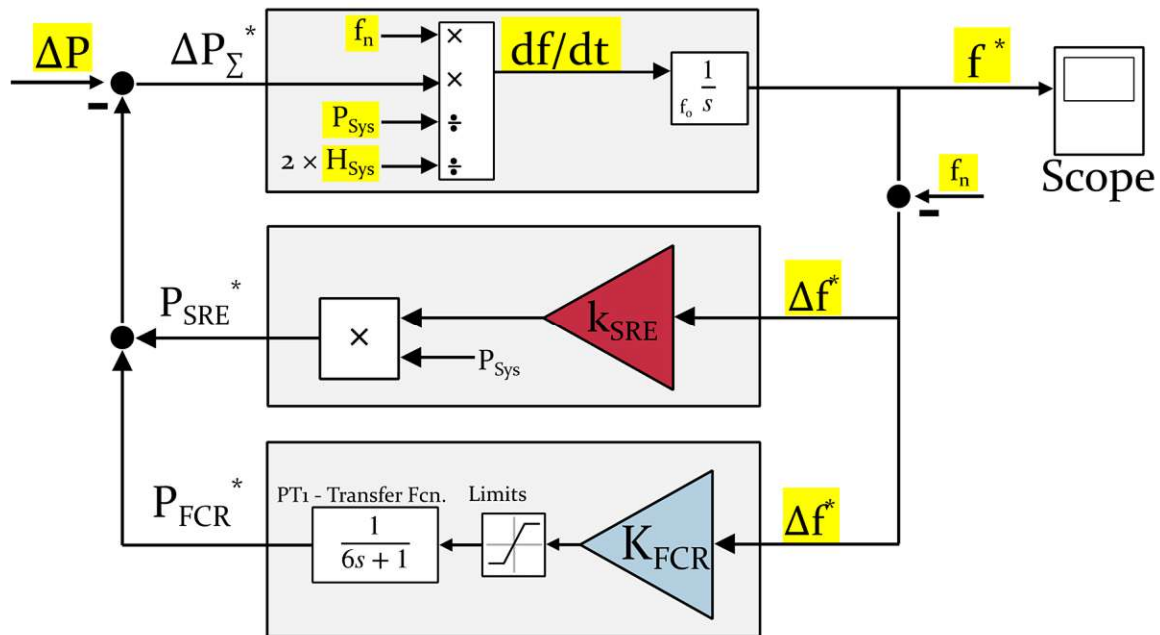 ΔP
-
ΔP_Σ^*
f_n
P_Sys
2 × H_Sys
×
×
÷
÷
df/dt
f_o
1/s
f^*
Scope
f_n
-
P_SRE^*
×
P_Sys
k_SRE
Δf^*
P_FCR^*
PT1 - Transfer Fcn.
1/(6s + 1)
Limits
K_FCR
Δf^*